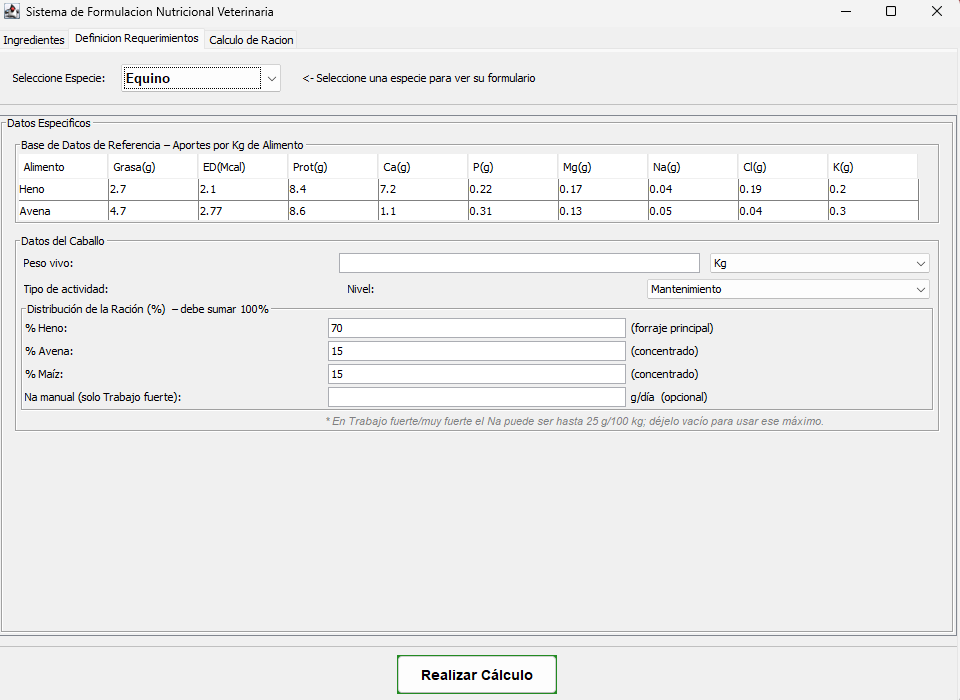 Sistema de Formulacion Nutricional Veterinaria
Ingredientes Definicion Requerimientos Calculo de Racion
Seleccione Especie: Equino <- Seleccione una especie para ver su formulario
Datos Especificos
Base de Datos de Referencia – Aportes por Kg de Alimento
Alimento Grasa(g) ED(Mcal) Prot(g) Ca(g) P(g) Mg(g) Na(g) Cl(g) K(g)
Heno 2.7 2.1 8.4 7.2 0.22 0.17 0.04 0.19 0.2
Avena 4.7 2.77 8.6 1.1 0.31 0.13 0.05 0.04 0.3
Datos del Caballo
Peso vivo: Kg
Tipo de actividad: Nivel: Mantenimiento
Distribución de la Ración (%) – debe sumar 100%
% Heno: 70 (forraje principal)
% Avena: 15 (concentrado)
% Maíz: 15 (concentrado)
Na manual (solo Trabajo fuerte): g/día (opcional)
* En Trabajo fuerte/muy fuerte el Na puede ser hasta 25 g/100 kg; déjelo vacío para usar ese máximo.
Realizar Cálculo